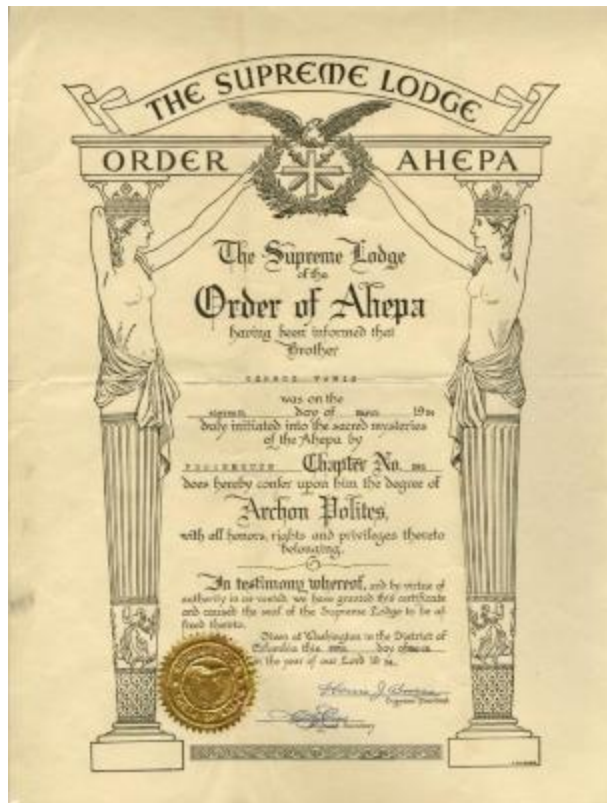 THE SUPREME LODGE
ORDER AHEPA
The Supreme Lodge
of the
Order of Ahepa
having been informed that
Brother
GEORGE
was on the
day of 19
duly initiated into the sacred mysteries
of the Ahepa by
Chapter No.
does hereby confer upon him the degree of
Archon Polites,
with all honors, rights and privileges thereto
belonging.
In testimony whereof, and by virtue of
authority in us vested, we have granted this certificate
and caused the seal of the Supreme Lodge to be af-
fixed thereto.
Given at Washington in the District of
Columbia this day of
in the year of our Lord 19
Supreme President
Supreme Secretary